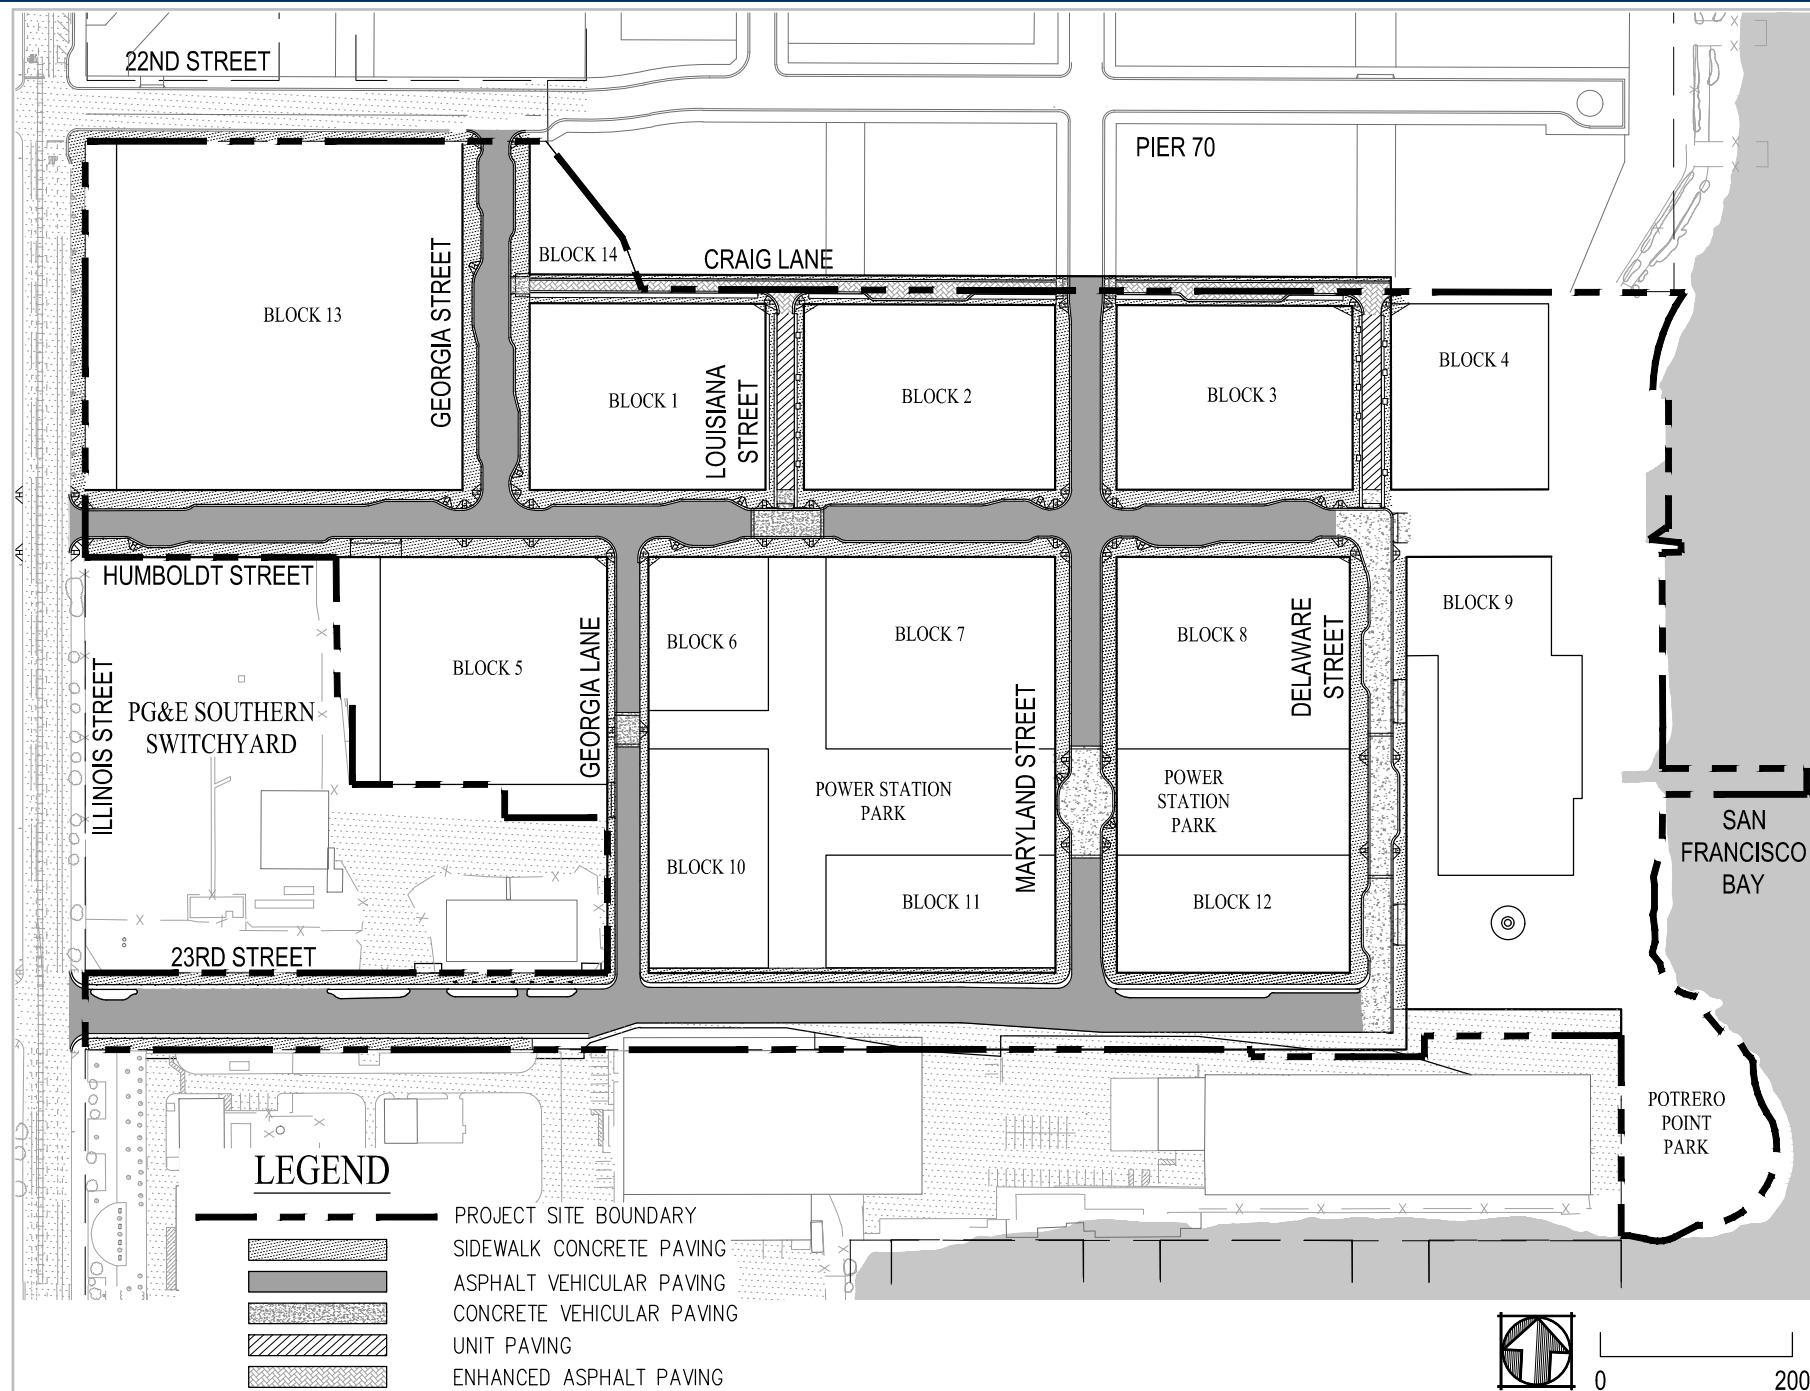 22ND STREET
PIER 70
GEORGIA STREET
BLOCK 14
CRAIG LANE
BLOCK 13
BLOCK 1
LOUISIANA
STREET
BLOCK 2
BLOCK 3
BLOCK 4
HUMBOLDT STREET
BLOCK 5
GEORGIA LANE
BLOCK 6
BLOCK 7
BLOCK 8
DELAWARE
STREET
BLOCK 9
ILLINOIS STREET
PG&E SOUTHERN
SWITCHYARD
MARYLAND STREET
POWER STATION
PARK
POWER
STATION
PARK
BLOCK 10
BLOCK 11
BLOCK 12
SAN
FRANCISCO
BAY
23RD STREET
POTRERO
POINT
PARK
LEGEND
PROJECT SITE BOUNDARY
SIDEWALK CONCRETE PAVING
ASPHALT VEHICULAR PAVING
CONCRETE VEHICULAR PAVING
UNIT PAVING
ENHANCED ASPHALT PAVING
0 200